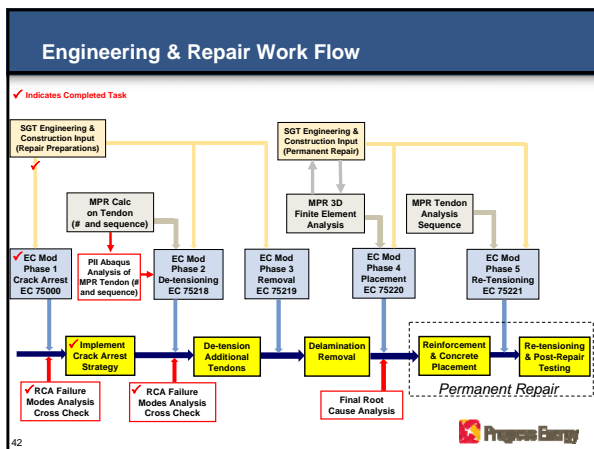 Engineering & Repair Work Flow
✓ Indicates Completed Task
SGT Engineering &
Construction Input
(Repair Preparations)
SGT Engineering &
Construction Input
(Permanent Repair)
MPR Calc
on Tendon
(# and sequence)
MPR 3D
Finite Element
Analysis
MPR Tendon
Analysis
Sequence
EC Mod
Phase 1
Crack Arrest
EC 75000
PII Abaqus
Analysis of
MPR Tendon (#
and sequence)
EC Mod
Phase 2
De-tensioning
EC 75218
EC Mod
Phase 3
Removal
EC 75219
EC Mod
Phase 4
Placement
EC 75220
EC Mod
Phase 5
Re-Tensioning
EC 75221
Implement
Crack Arrest
Strategy
De-tension
Additional
Tendons
Delamination
Removal
Reinforcement
& Concrete
Placement
Re-tensioning
& Post-Repair
Testing
Permanent Repair
RCA Failure
Modes Analysis
Cross Check
RCA Failure
Modes Analysis
Cross Check
Final Root
Cause Analysis
Progress Energy
42